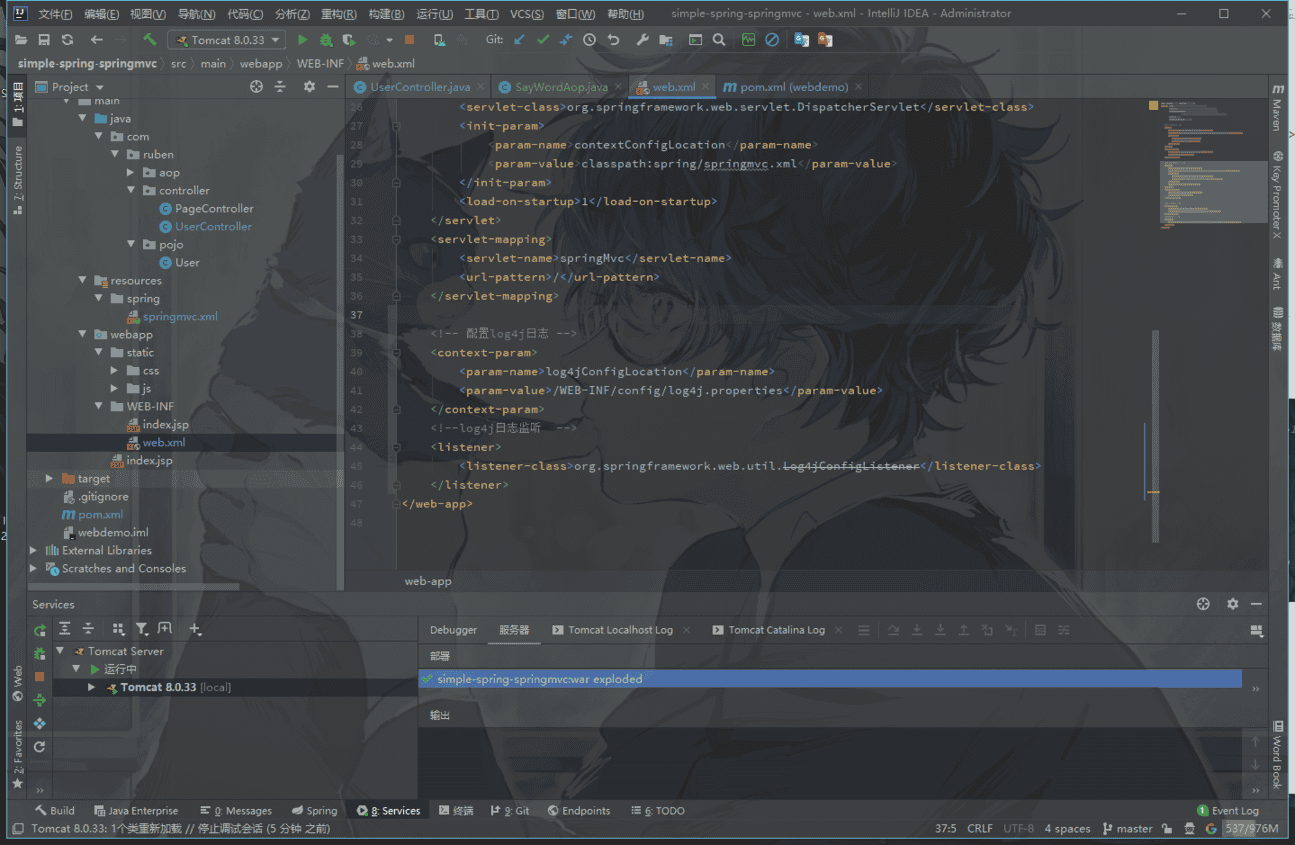 文件(F) 编辑(E) 视图(V) 导航(N) 代码(C) 分析(Z) 重构(R) 构建(B) 运行(U) 工具(T) VCS(S) 窗口(W) 帮助(H) simple-spring-springmvc - web.xml - IntelliJ IDEA - Administrator
Tomcat 8.0.33 Git:
simple-spring-springmvc src main webapp WEB-INF web.xml
1: 项目
Z: Structure
Web
2: Favorites
Project
main
java
com
ruben
aop
controller
PageController
UserController
pojo
User
resources
spring
springmvc.xml
webapp
static
css
js
WEB-INF
index.jsp
web.xml
index.jsp
target
.gitignore
pom.xml
webdemo.iml
External Libraries
Scratches and Consoles
UserController.java SayWordAop.java web.xml pom.xml (webdemo)
26 <servlet-class>org.springframework.web.servlet.DispatcherServlet</servlet-class>
27 <init-param>
28 <param-name>contextConfigLocation</param-name>
29 <param-value>classpath:spring/springmvc.xml</param-value>
30 </init-param>
31 <load-on-startup>1</load-on-startup>
32 </servlet>
33 <servlet-mapping>
34 <servlet-name>springMvc</servlet-name>
35 <url-pattern>/</url-pattern>
36 </servlet-mapping>
37
38 <!-- 配置log4j日志 -->
39 <context-param>
40 <param-name>log4jConfigLocation</param-name>
41 <param-value>/WEB-INF/config/log4j.properties</param-value>
42 </context-param>
43 <!--log4j日志监听 -->
44 <listener>
45 <listener-class>org.springframework.web.util.Log4jConfigListener</listener-class>
46 </listener>
47 </web-app>
48
web-app
Maven
Key Promoter X
Ant
数据库
Word Book
Services
Tomcat Server
运行中
Tomcat 8.0.33 [local]
Debugger 服务器 Tomcat Localhost Log Tomcat Catalina Log
部署
simple-spring-springmvc:war exploded
输出
Build Java Enterprise 0: Messages Spring 8: Services 终端 9: Git Endpoints 6: TODO 1 Event Log
Tomcat 8.0.33: 1个类重新加载 // 停止调试会话 (5 分钟 之前) 37:5 CRLF UTF-8 4 spaces master 537/976M